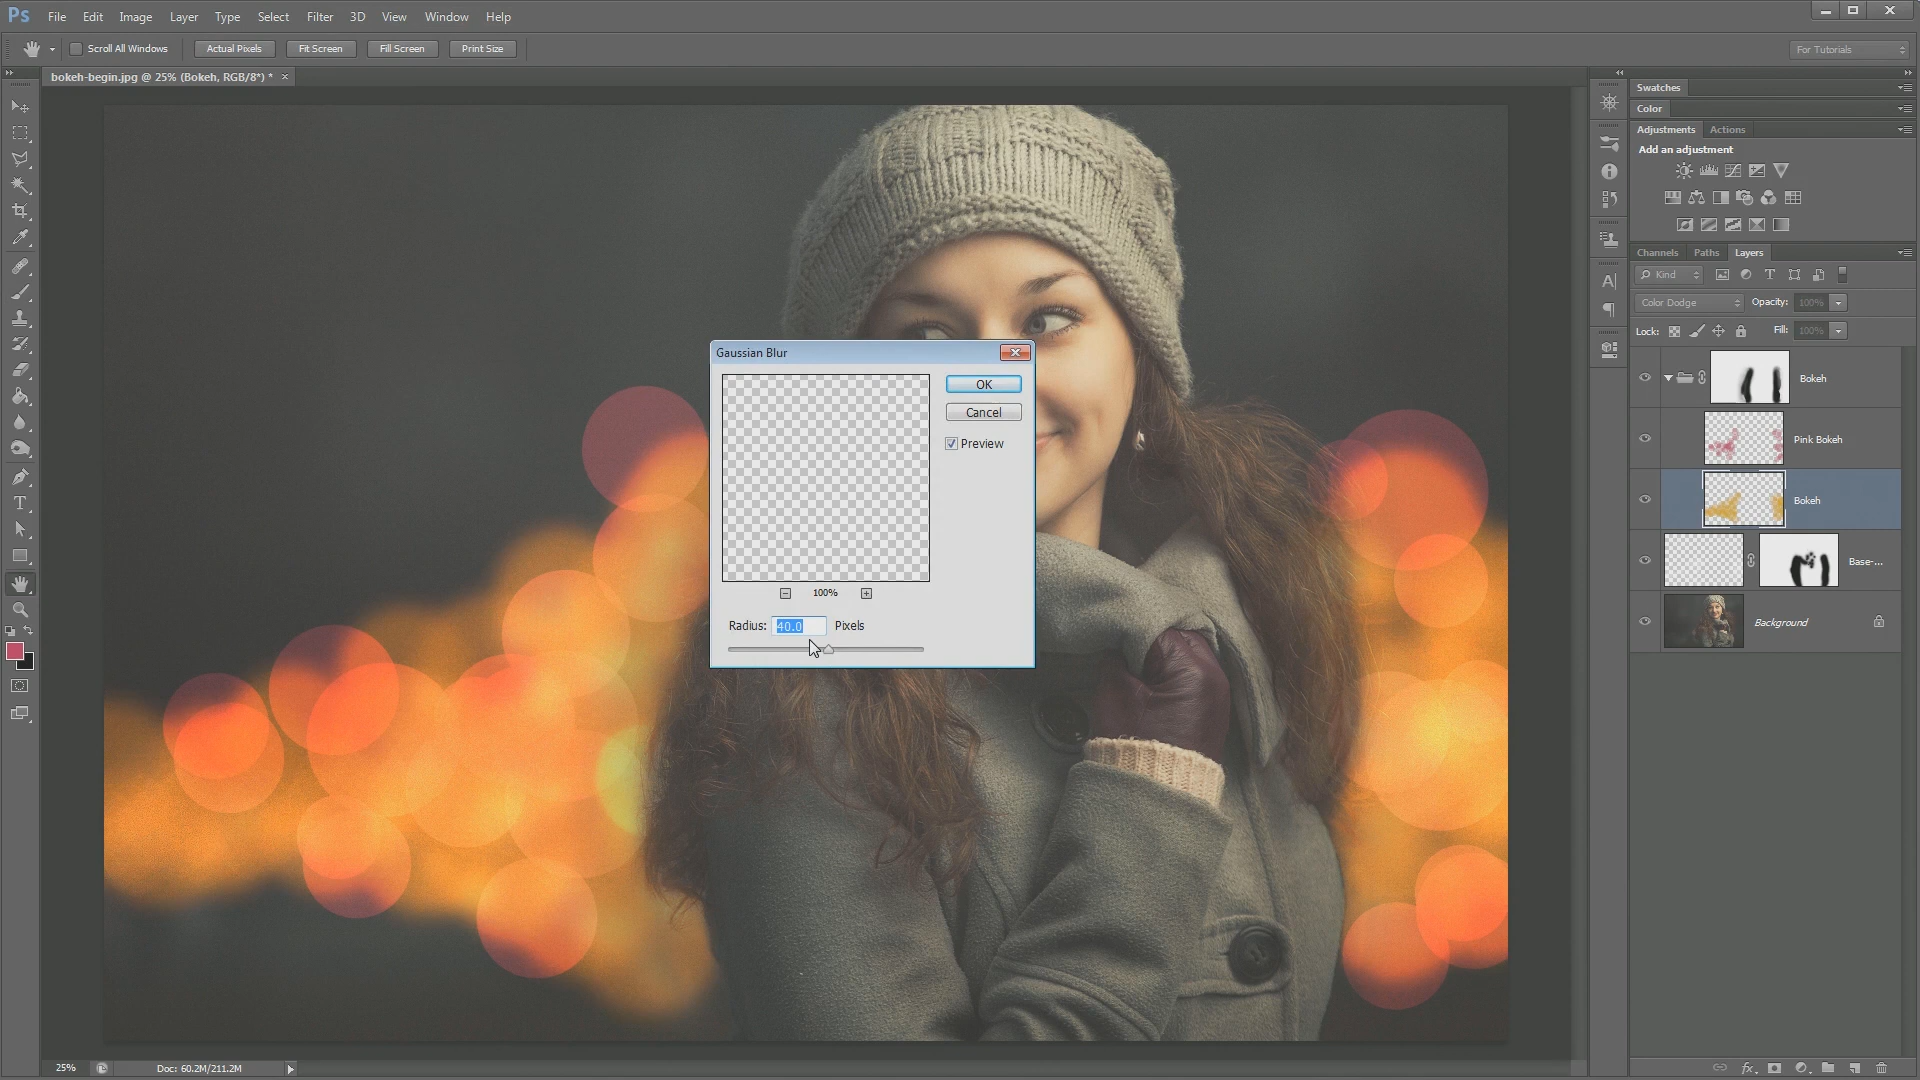 Ps File Edit Image Layer Type Select Filter 3D View Window Help
Scroll All Windows Actual Pixels Fit Screen Fill Screen Print Size For Tutorials
bokeh-begin.jpg @ 25% (Bokeh, RGB/8*) *
Swatches
Color
Adjustments Actions
Add an adjustment
Channels Paths Layers
Kind
Color Dodge Opacity: 100%
Lock: Fill: 100%
Bokeh
Pink Bokeh
Bokeh
Base-...
Background
Gaussian Blur
OK
Cancel
Preview
100%
Radius: 40.0 Pixels
25% Doc: 60.2M/211.2M